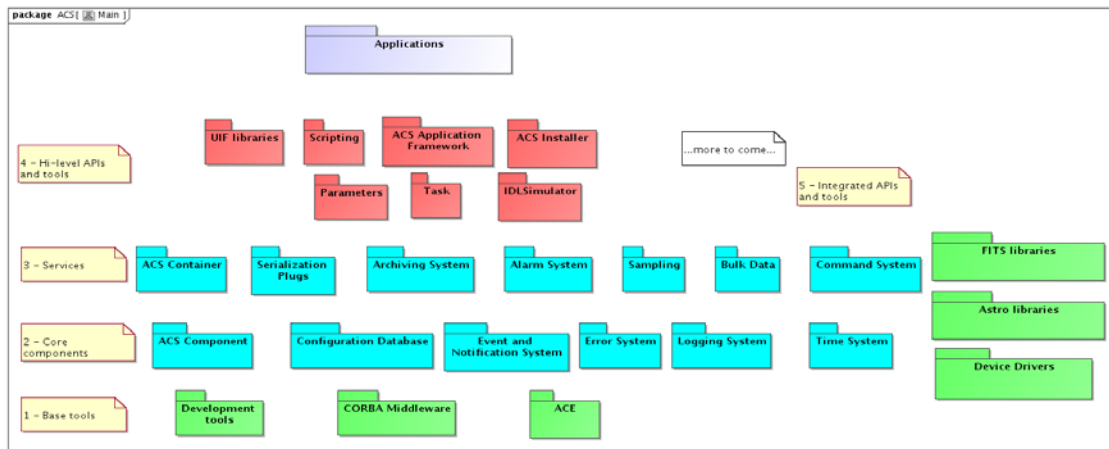 package ACS[ Main ]
Applications
4 - Hi-level APIs
and tools
UIF libraries
Scripting
ACS Application
Framework
ACS Installer
...more to come...
Parameters
Task
IDLSimulator
5 - Integrated APIs
and tools
3 - Services
ACS Container
Serialization
Plugs
Archiving System
Alarm System
Sampling
Bulk Data
Command System
FITS libraries
Astro libraries
2 - Core
components
ACS Component
Configuration Database
Event and
Notification System
Error System
Logging System
Time System
Device Drivers
1 - Base tools
Development
tools
CORBA Middleware
ACE